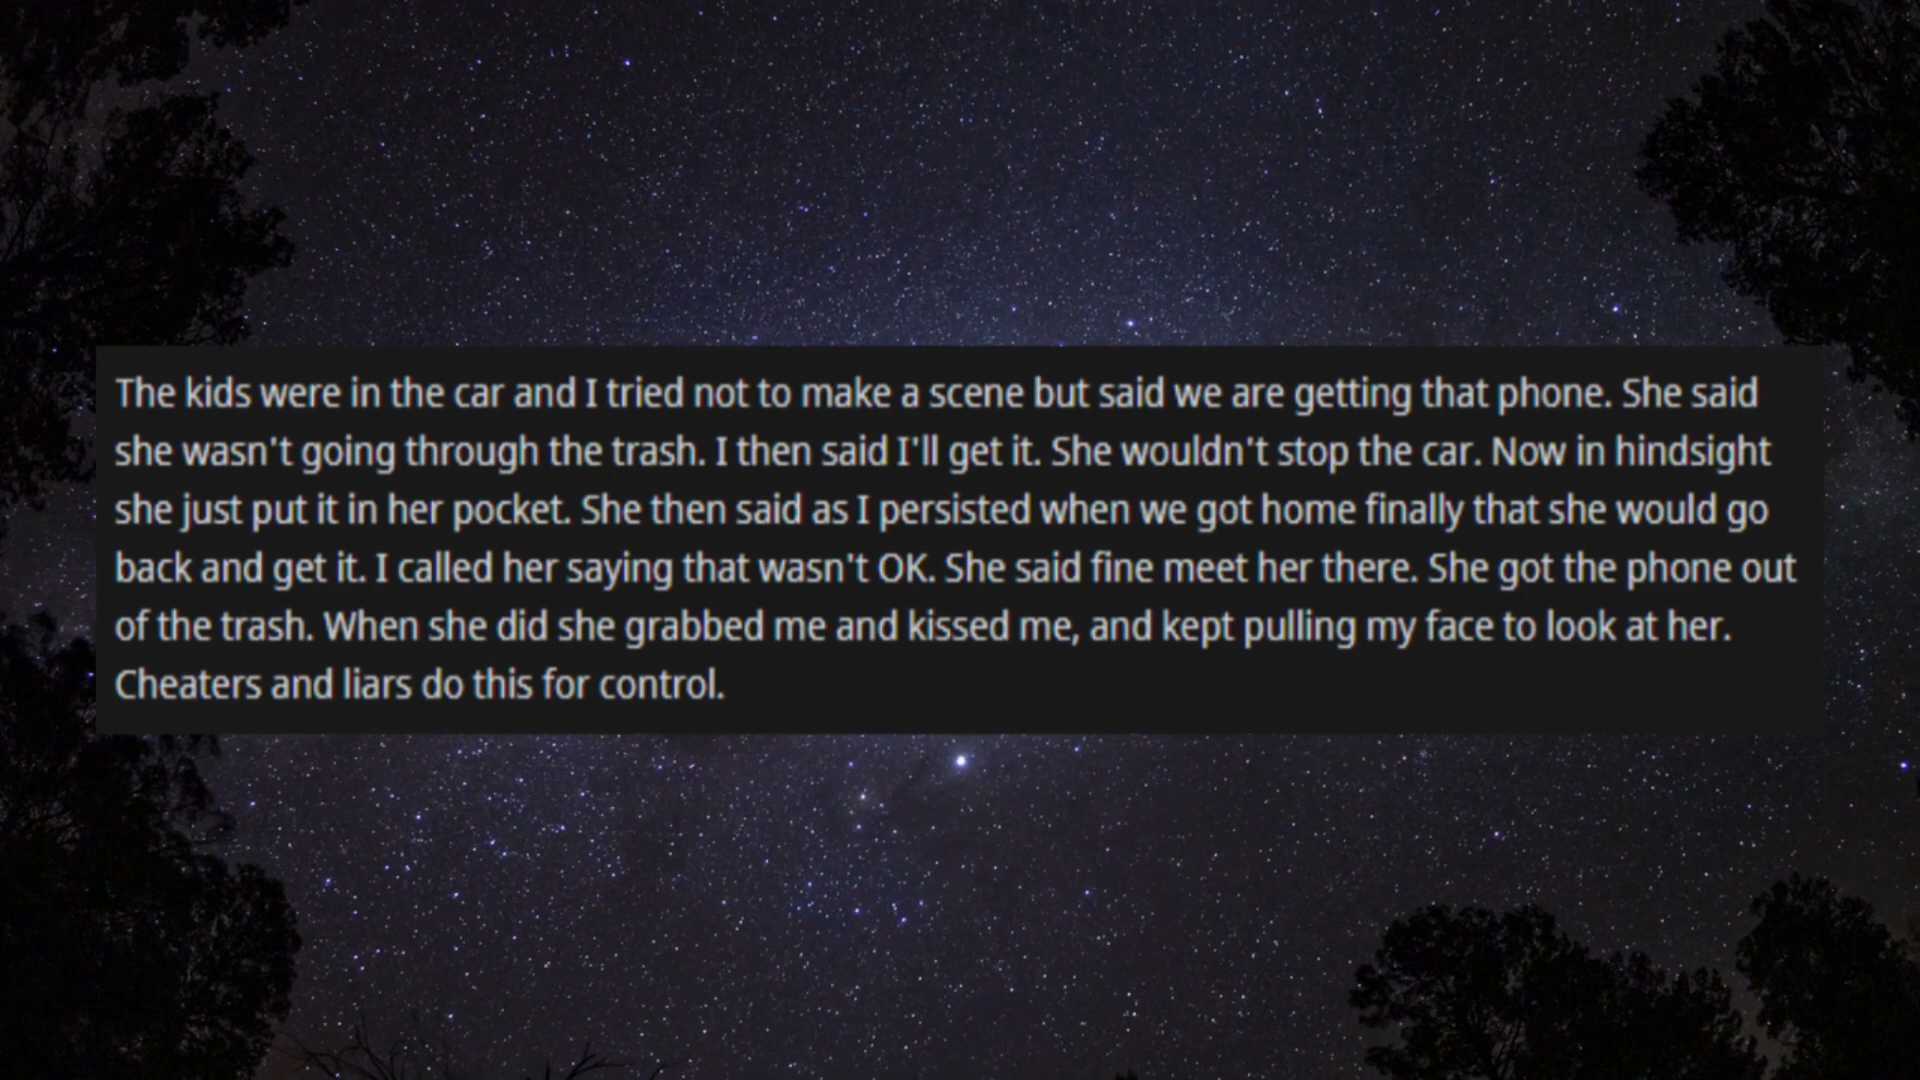 The kids were in the car and I tried not to make a scene but said we are getting that phone. She said
she wasn't going through the trash. I then said I'll get it. She wouldn't stop the car. Now in hindsight
she just put it in her pocket. She then said as I persisted when we got home finally that she would go
back and get it. I called her saying that wasn't OK. She said fine meet her there. She got the phone out
of the trash. When she did she grabbed me and kissed me, and kept pulling my face to look at her.
Cheaters and liars do this for control.